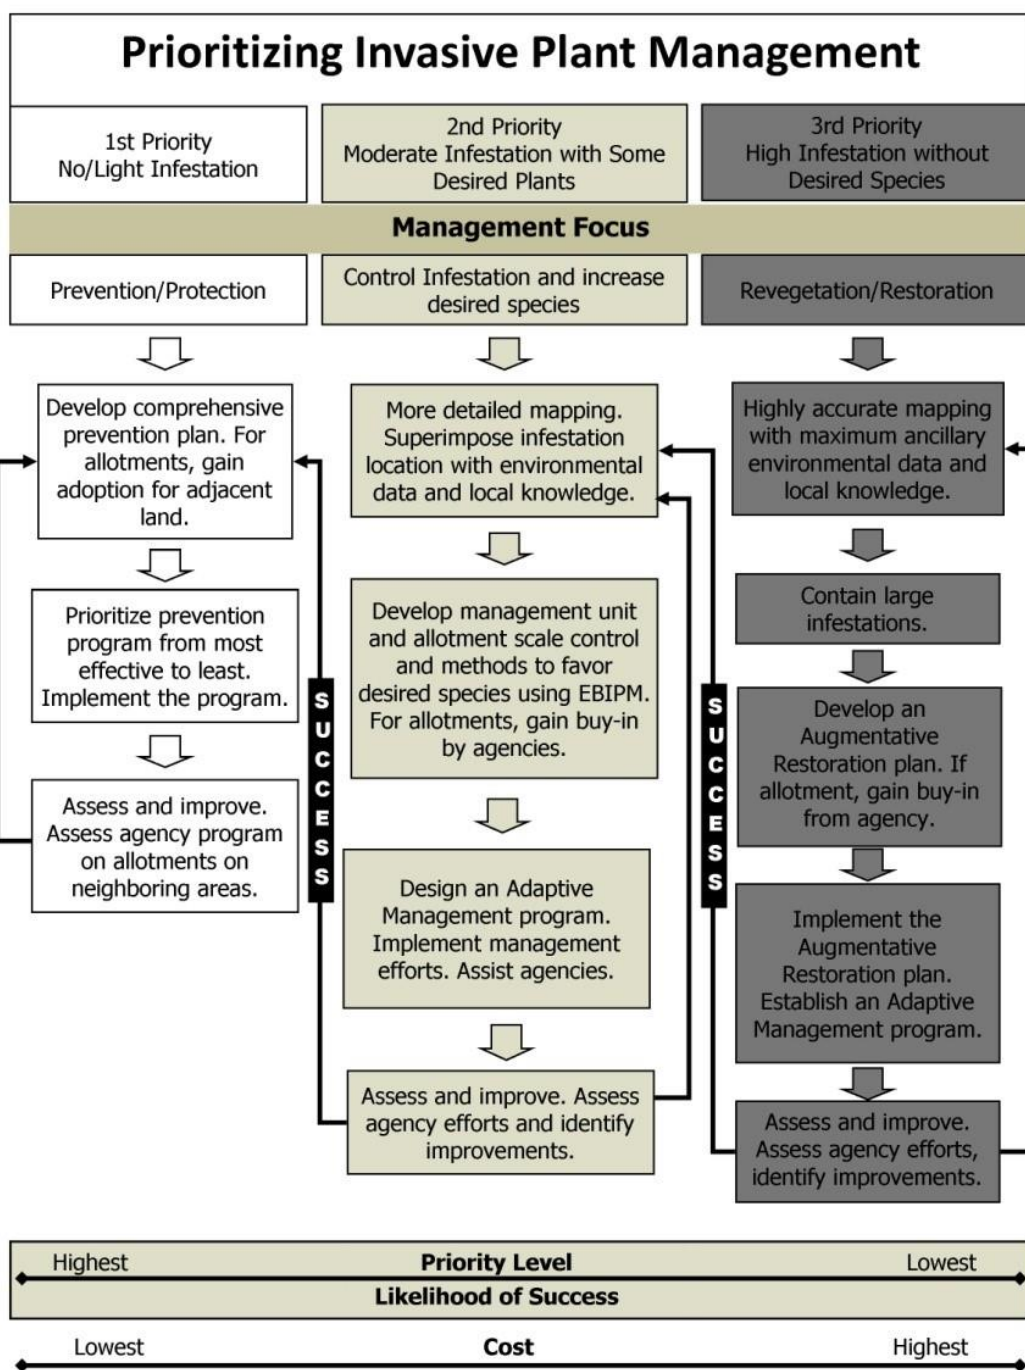 Prioritizing Invasive Plant Management
1st Priority
No/Light Infestation
2nd Priority
Moderate Infestation with Some
Desired Plants
3rd Priority
High Infestation without
Desired Species
Management Focus
Prevention/Protection
Control Infestation and increase
desired species
Revegetation/Restoration
Develop comprehensive
prevention plan. For
allotments, gain
adoption for adjacent
land.
Prioritize prevention
program from most
effective to least.
Implement the program.
Assess and improve.
Assess agency program
on allotments on
neighboring areas.
SUCCESS
More detailed mapping.
Superimpose infestation
location with environmental
data and local knowledge.
Develop management unit
and allotment scale control
and methods to favor
desired species using EBIPM.
For allotments, gain buy-in
by agencies.
Design an Adaptive
Management program.
Implement management
efforts. Assist agencies.
Assess and improve. Assess
agency efforts and identify
improvements.
SUCCESS
Highly accurate mapping
with maximum ancillary
environmental data and
local knowledge.
Contain large
infestations.
Develop an
Augmentative
Restoration plan. If
allotment, gain buy-in
from agency.
Implement the
Augmentative
Restoration plan.
Establish an Adaptive
Management program.
Assess and improve.
Assess agency efforts,
identify improvements.
Highest Priority Level Lowest
Likelihood of Success
Lowest Cost Highest